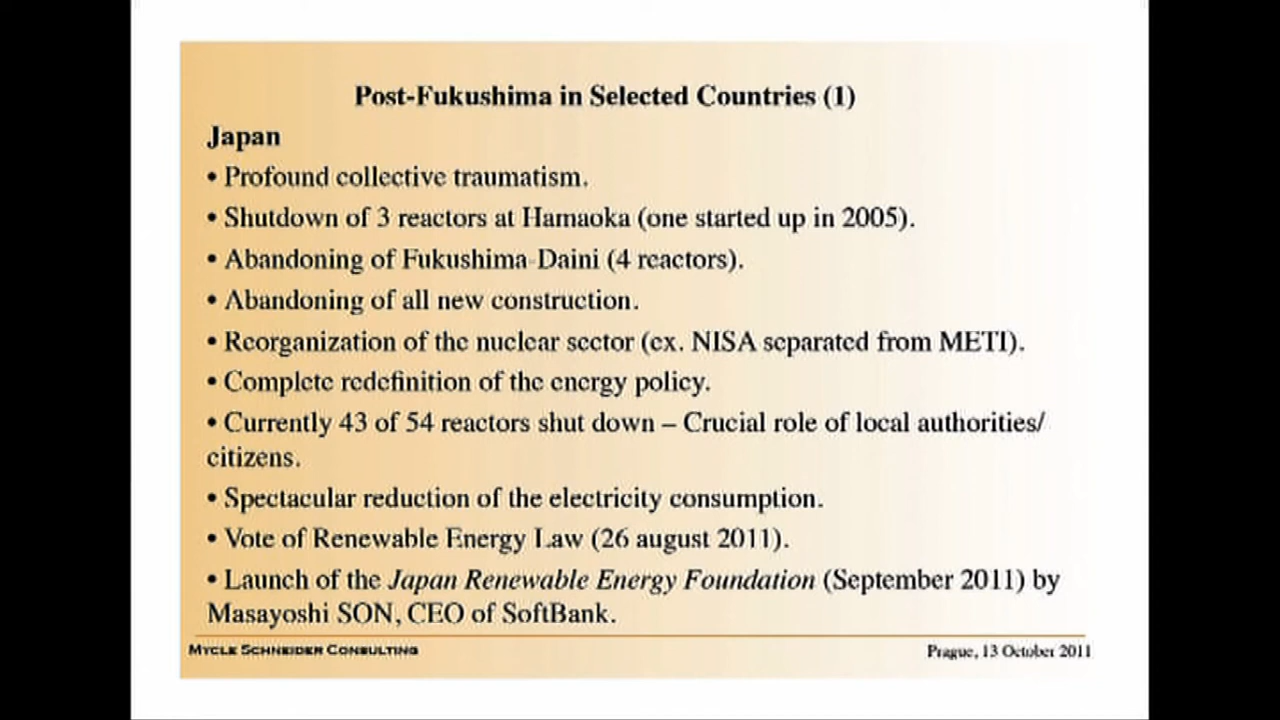 Post-Fukushima in Selected Countries (1)
Japan
• Profound collective traumatism.
• Shutdown of 3 reactors at Hamaoka (one started up in 2005).
• Abandoning of Fukushima-Daini (4 reactors).
• Abandoning of all new construction.
• Reorganization of the nuclear sector (ex. NISA separated from METI).
• Complete redefinition of the energy policy.
• Currently 43 of 54 reactors shut down – Crucial role of local authorities/
citizens.
• Spectacular reduction of the electricity consumption.
• Vote of Renewable Energy Law (26 august 2011).
• Launch of the Japan Renewable Energy Foundation (September 2011) by
Masayoshi SON, CEO of SoftBank.
MYCLE SCHNEIDER CONSULTING
Prague, 13 October 2011